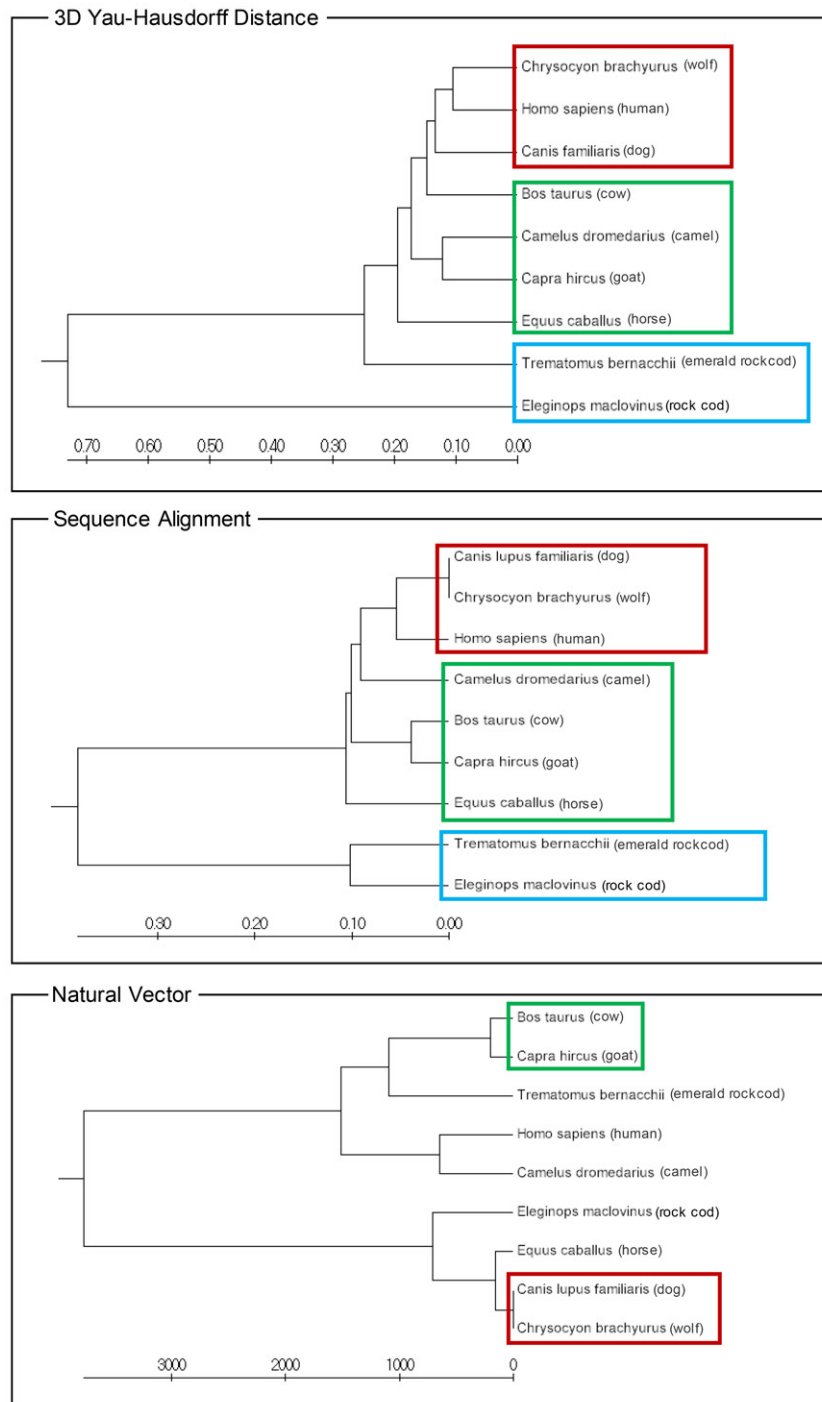 3D Yau-Hausdorff Distance
Chrysocyon brachyurus (wolf)
Homo sapiens (human)
Canis familiaris (dog)
Bos taurus (cow)
Camelus dromedarius (camel)
Capra hircus (goat)
Equus caballus (horse)
Trematomus bernacchii (emerald rockcod)
Eleginops maclovinus (rock cod)
0.70 0.60 0.50 0.40 0.30 0.20 0.10 0.00
Sequence Alignment
Canis lupus familiaris (dog)
Chrysocyon brachyurus (wolf)
Homo sapiens (human)
Camelus dromedarius (camel)
Bos taurus (cow)
Capra hircus (goat)
Equus caballus (horse)
Trematomus bernacchii (emerald rockcod)
Eleginops maclovinus (rock cod)
0.30 0.20 0.10 0.00
Natural Vector
Bos taurus (cow)
Capra hircus (goat)
Trematomus bernacchii (emerald rockcod)
Homo sapiens (human)
Camelus dromedarius (camel)
Eleginops maclovinus (rock cod)
Equus caballus (horse)
Canis lupus familiaris (dog)
Chrysocyon brachyurus (wolf)
3000 2000 1000 0